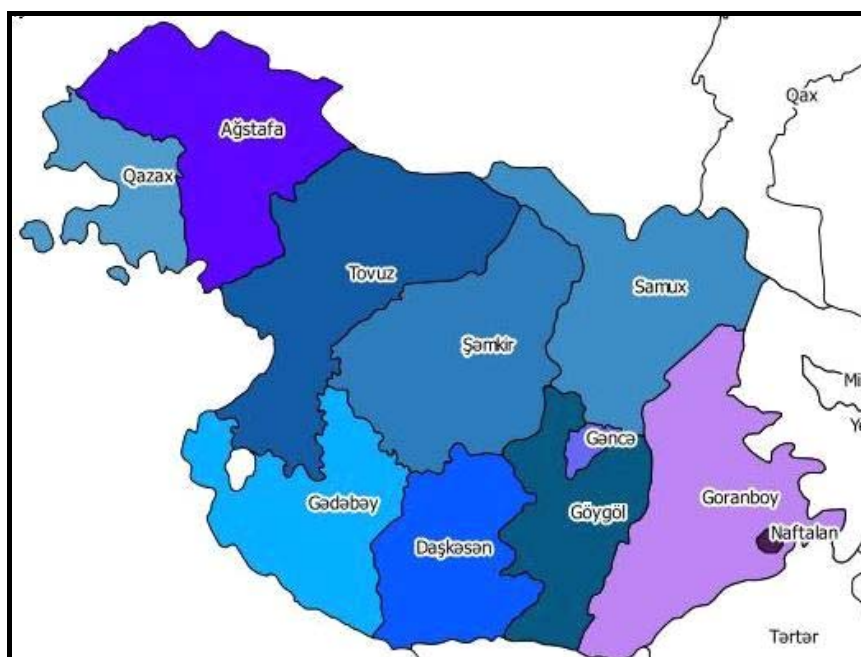 Qax
Ağstafa
Qazax
Tovuz
Samux
Şəmkir
Gəncə
Gədəbəy
Göygöl
Goranboy
Daşkəsən
Naftalan
Tərtər